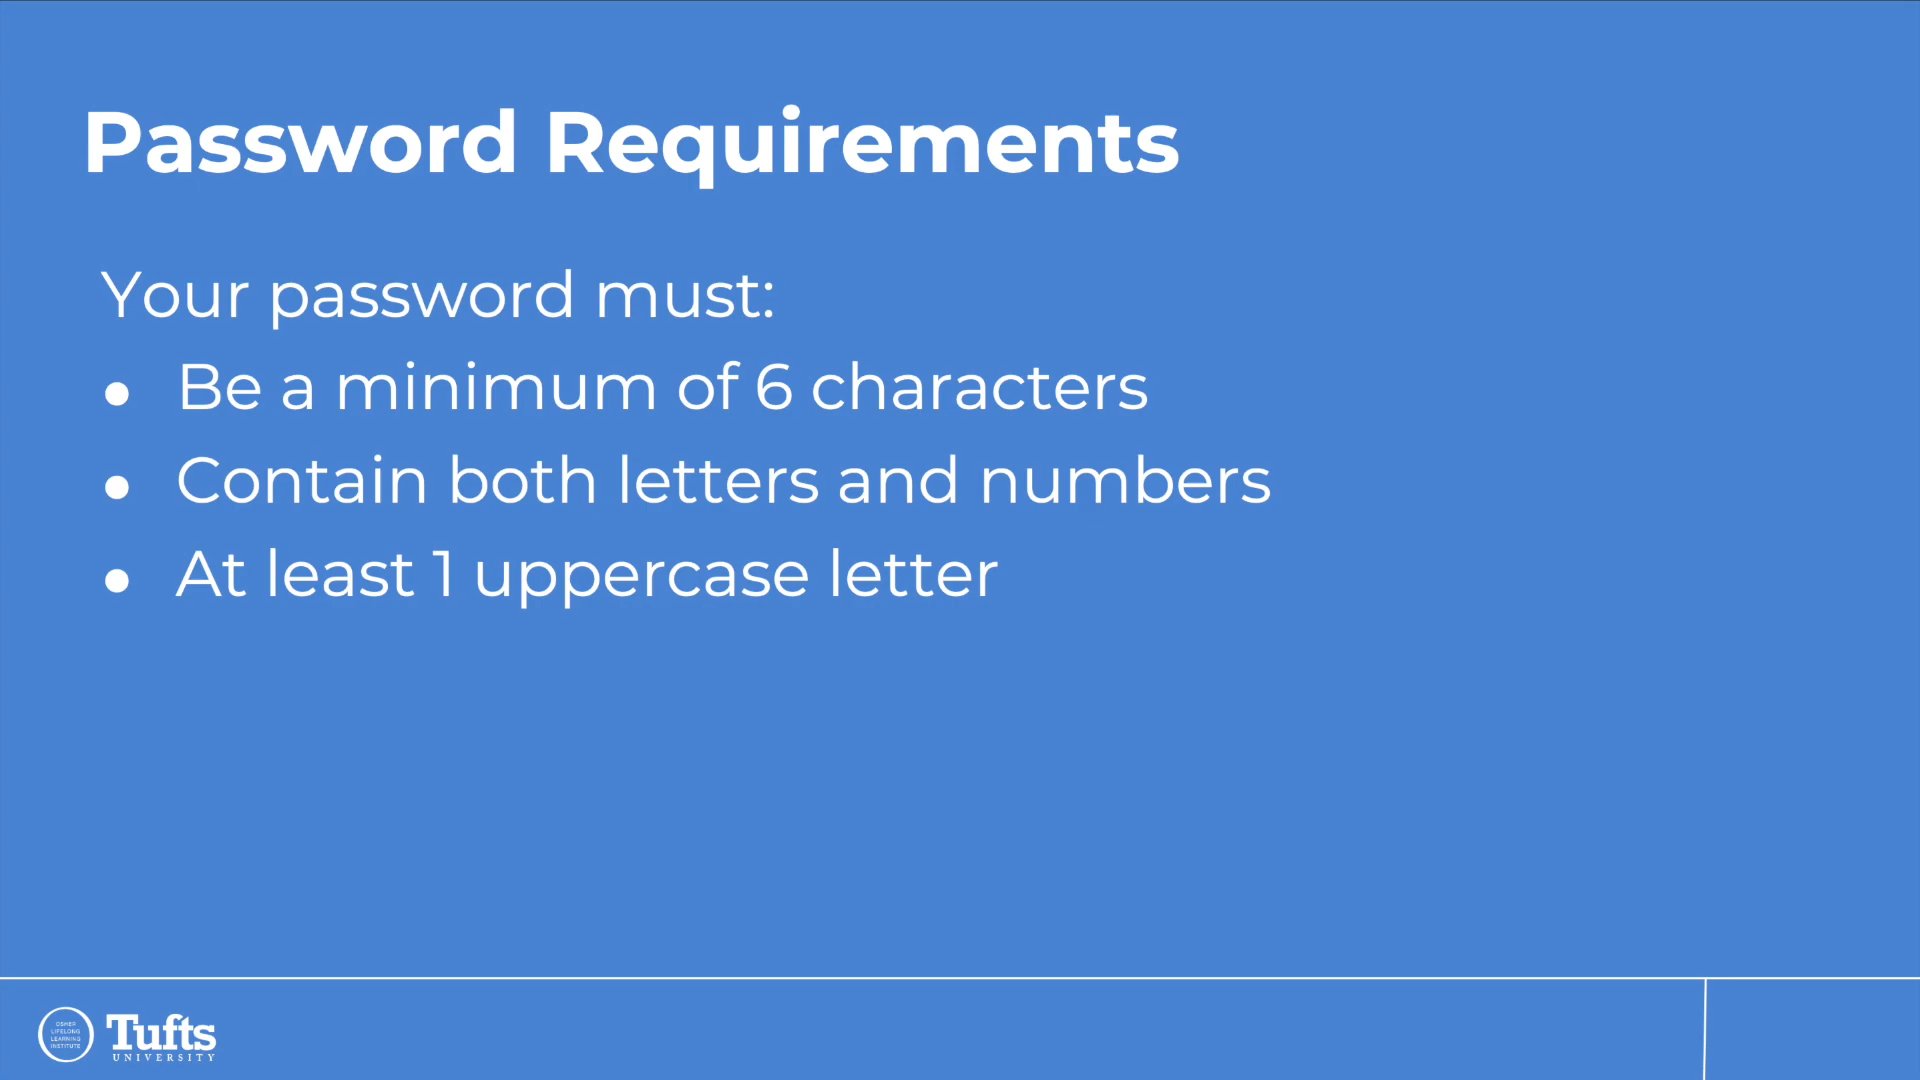 Password Requirements
Your password must:
● Be a minimum of 6 characters
● Contain both letters and numbers
● At least 1 uppercase letter
OSHER
LIFELONG
LEARNING
INSTITUTE
Tufts
UNIVERSITY